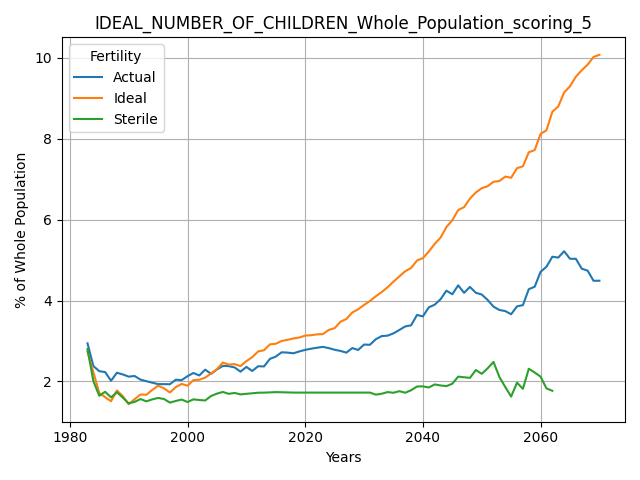 IDEAL_NUMBER_OF_CHILDREN_Whole_Population_scoring_5
Fertility
Actual
Ideal
Sterile
% of Whole Population
10
8
6
4
2
1980
2000
2020
2040
2060
Years